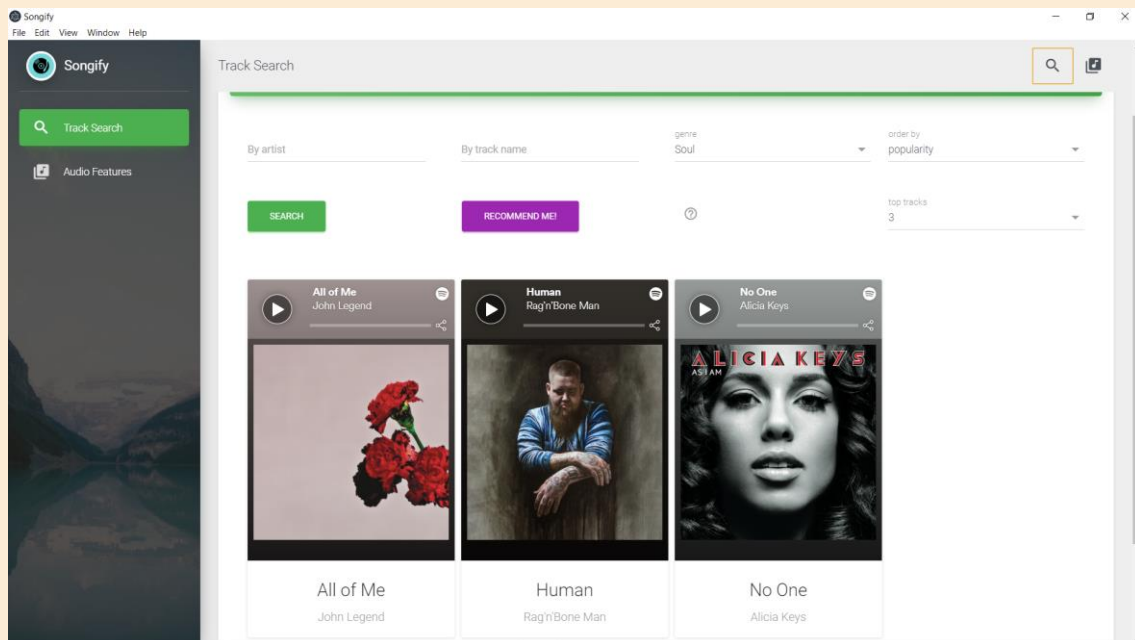 Songify
File Edit View Window Help
Songify
Track Search
Track Search
Audio Features
By artist
By track name
genre
Soul
order by
popularity
SEARCH
RECOMMEND ME!
top tracks
3
All of Me
John Legend
Human
Rag'n'Bone Man
No One
Alicia Keys
ALICIA KEYS
AS I AM
All of Me
John Legend
Human
Rag'n'Bone Man
No One
Alicia Keys